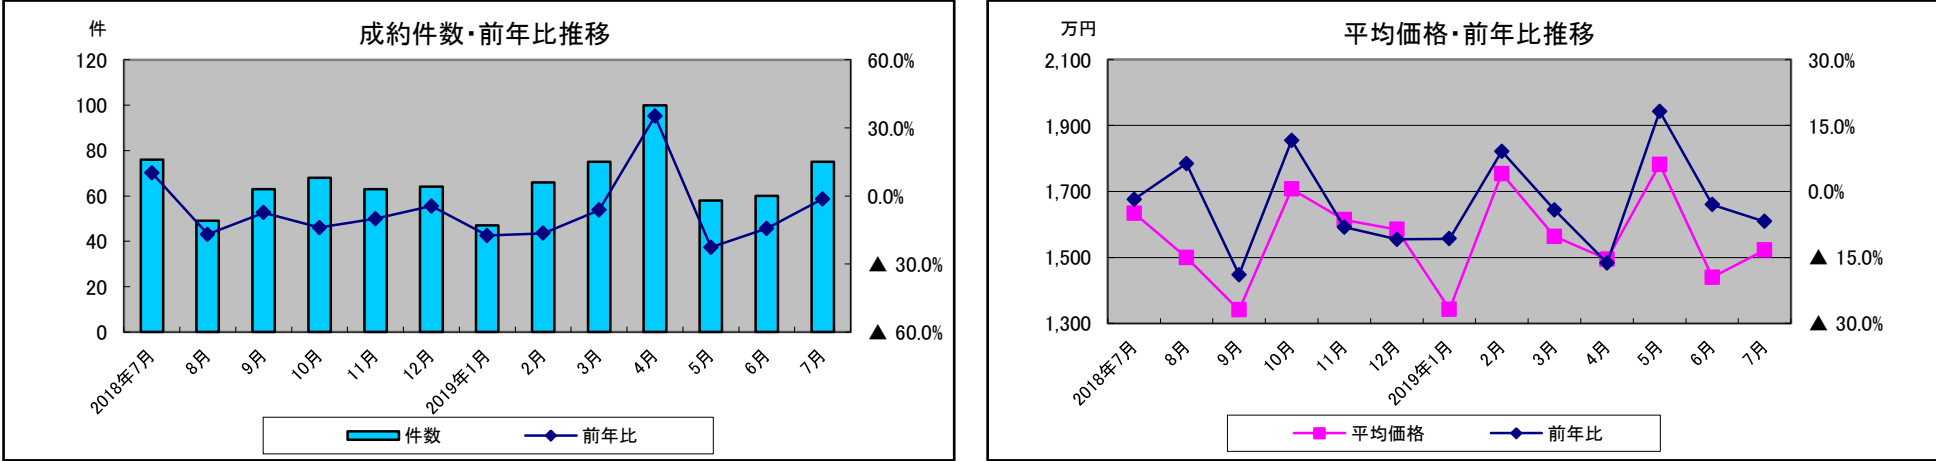 件
成約件数・前年比推移
120
100
80
60
40
20
0
60.0%
30.0%
0.0%
▲ 30.0%
▲ 60.0%
2018年7月
8月
9月
10月
11月
12月
2019年1月
2月
3月
4月
5月
6月
7月
件数
前年比
万円
平均価格・前年比推移
2,100
1,900
1,700
1,500
1,300
30.0%
15.0%
0.0%
▲ 15.0%
▲ 30.0%
2018年7月
8月
9月
10月
11月
12月
2019年1月
2月
3月
4月
5月
6月
7月
平均価格
前年比